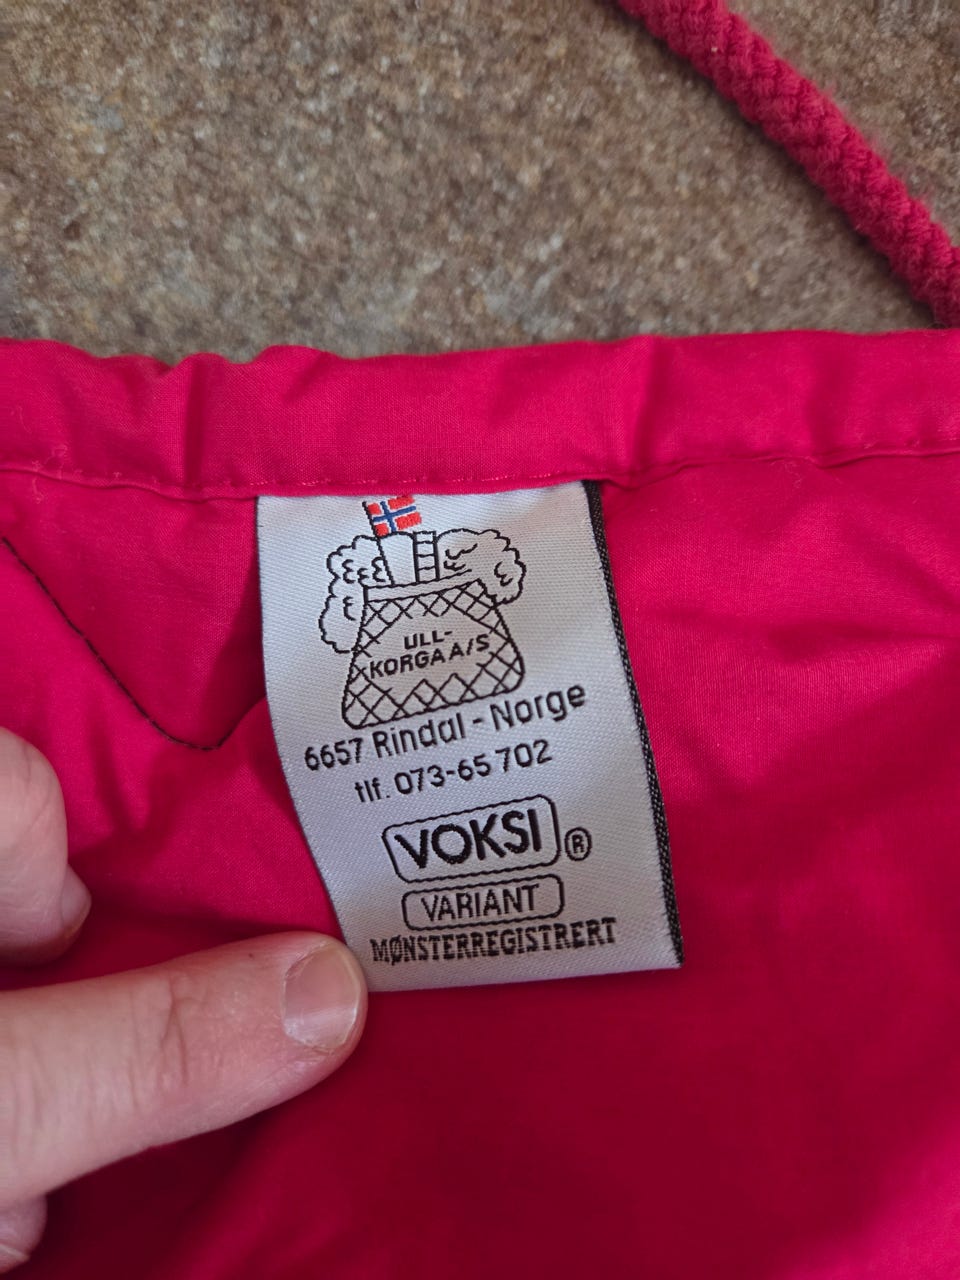 ULL-
KORGA A/S
6657 Rindal - Norge
tlf. 073-65 702
VOKSI ®
VARIANT
MØNSTERREGISTRERT